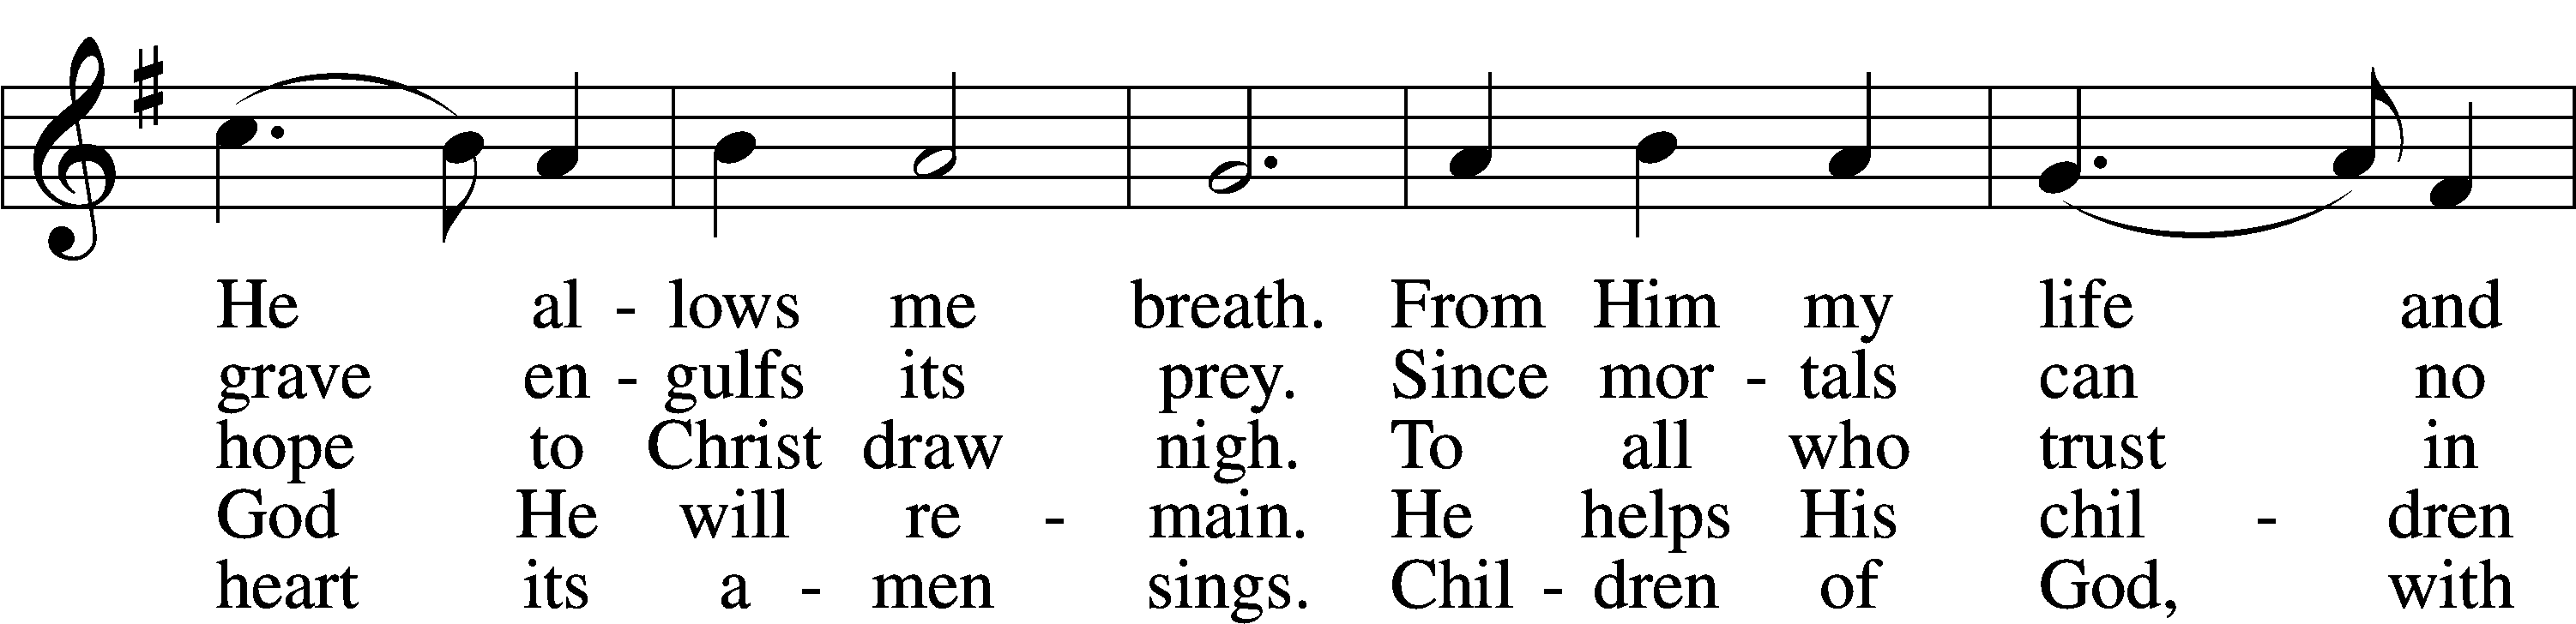 He al - lows me breath. From Him my life and
grave en - gulfs its prey. Since mor - tals can no
hope to Christ draw nigh. To all who trust in
God He will re - main. He helps His chil - dren
heart its a - men sings. Chil - dren of God, with